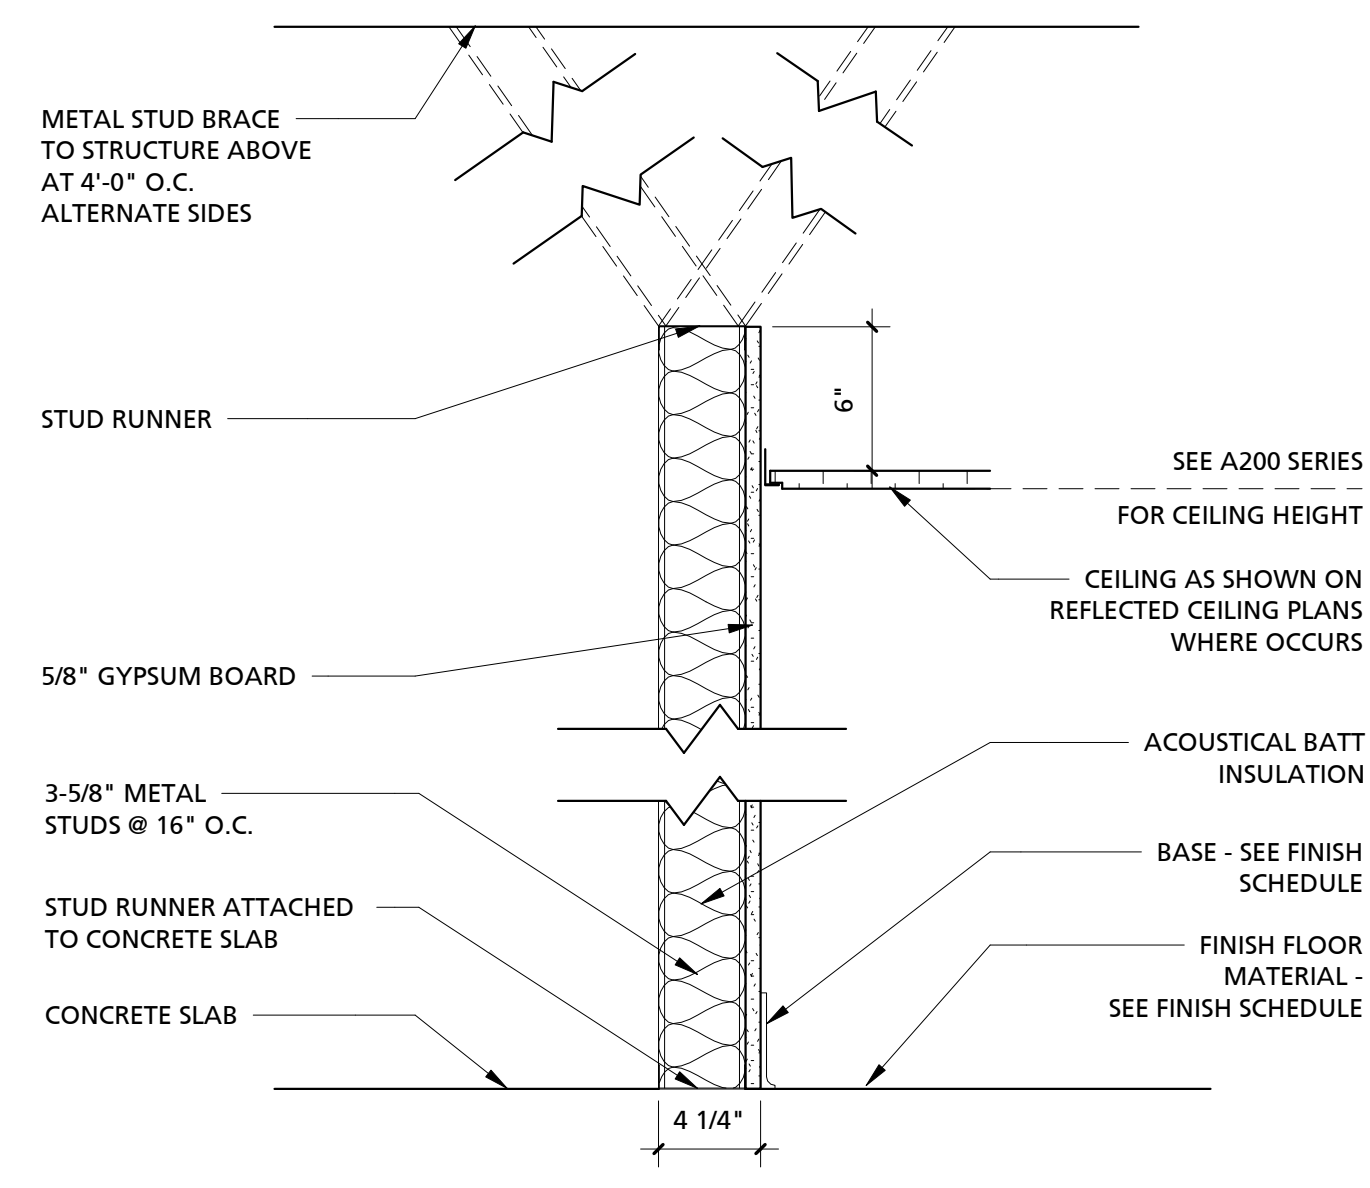 METAL STUD BRACE
TO STRUCTURE ABOVE
AT 4'-0" O.C.
ALTERNATE SIDES
STUD RUNNER
6"
SEE A200 SERIES
FOR CEILING HEIGHT
CEILING AS SHOWN ON
REFLECTED CEILING PLANS
WHERE OCCURS
5/8" GYPSUM BOARD
ACOUSTICAL BATT
INSULATION
3-5/8" METAL
STUDS @ 16" O.C.
BASE - SEE FINISH
SCHEDULE
STUD RUNNER ATTACHED
TO CONCRETE SLAB
FINISH FLOOR
MATERIAL -
SEE FINISH SCHEDULE
CONCRETE SLAB
4 1/4"